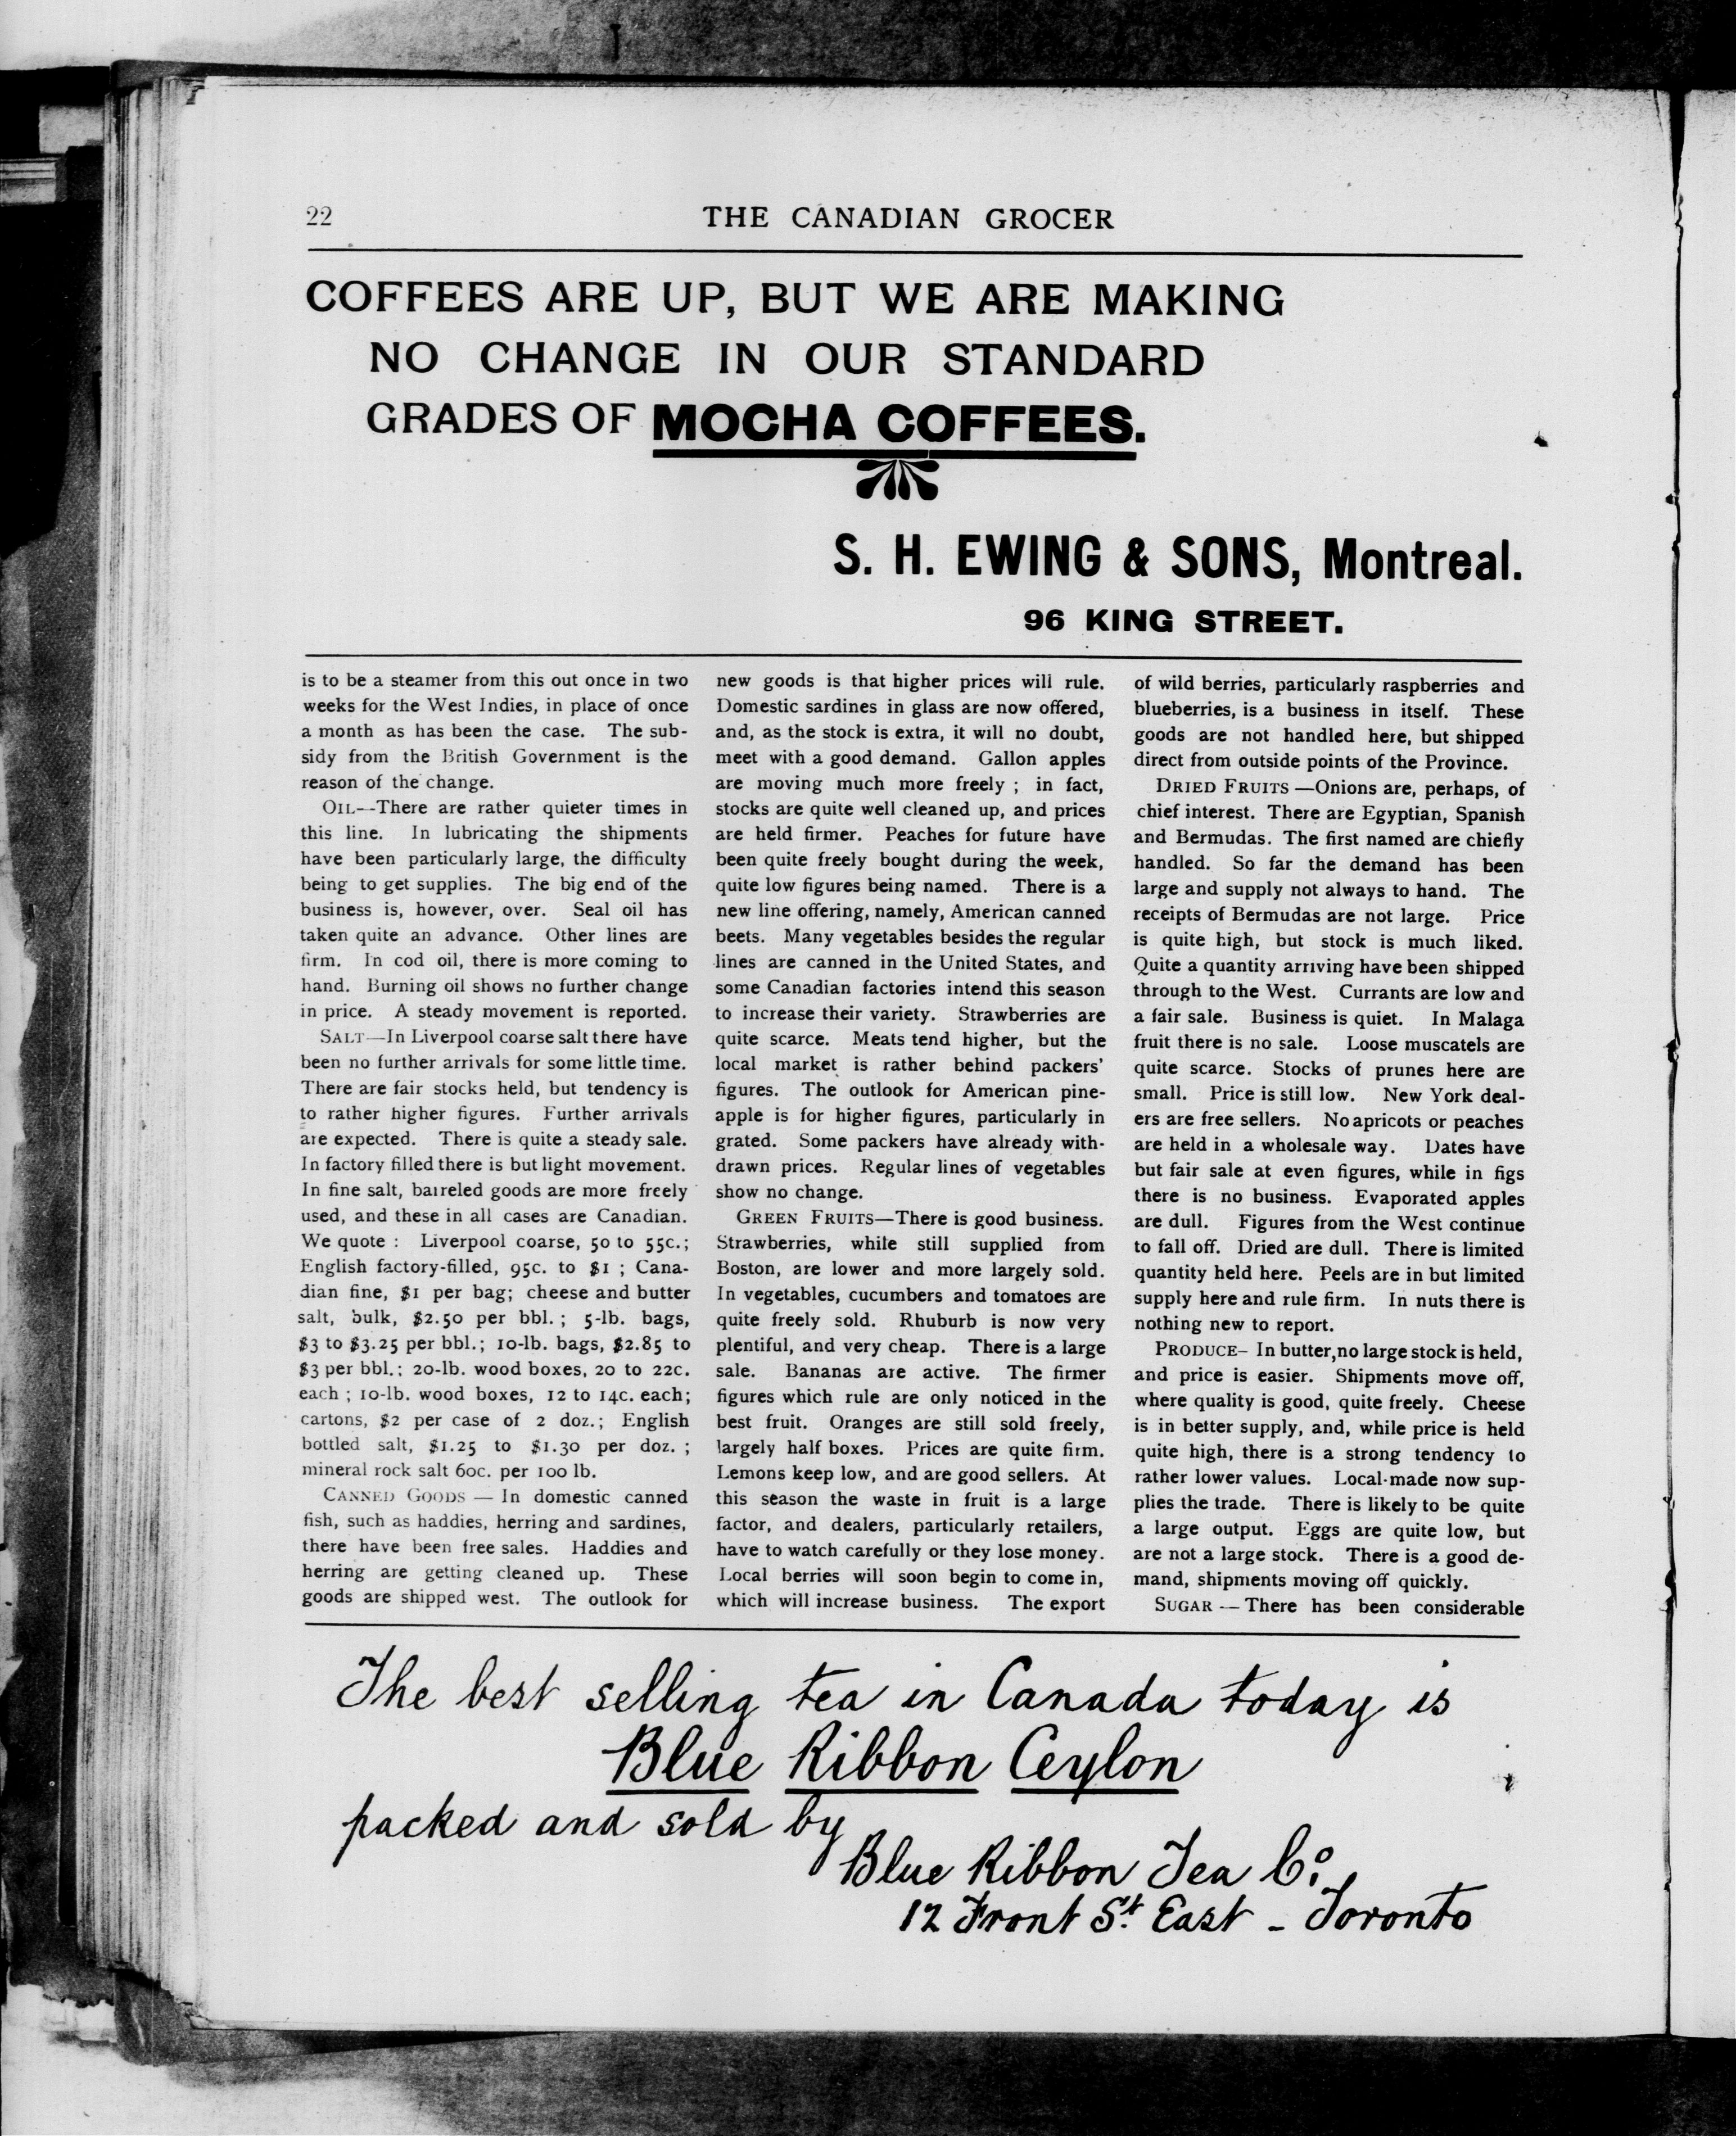 22
THE CANADIAN GROCER
COFFEES ARE UP, BUT WE ARE MAKING
NO CHANGE IN OUR STANDARD
GRADES OF MOCHA COFFEES.
S. H. EWING & SONS, Montreal.
96 KING STREET.
is to be a steamer from this out once in two
weeks for the West Indies, in place of once
a month as has been the case. The sub-
sidy from the British Government is the
reason of the change.
OIL--There are rather quieter times in
this line. In lubricating the shipments
have been particularly large, the difficulty
being to get supplies. The big end of the
business is, however, over. Seal oil has
taken quite an advance. Other lines are
firm. In cod oil, there is more coming to
hand. Burning oil shows no further change
in price. A steady movement is reported.
SALT—In Liverpool coarse salt there have
been no further arrivals for some little time.
There are fair stocks held, but tendency is
to rather higher figures. Further arrivals
are expected. There is quite a steady sale.
In factory filled there is but light movement.
In fine salt, barreled goods are more freely
used, and these in all cases are Canadian.
We quote : Liverpool coarse, 50 to 55c.;
English factory-filled, 95c. to $1 ; Cana-
dian fine, $1 per bag; cheese and butter
salt, bulk, $2.50 per bbl. ; 5-lb. bags,
$3 to $3.25 per bbl.; 10-lb. bags, $2.85 to
$3 per bbl.; 20-lb. wood boxes, 20 to 22c.
each ; 10-lb. wood boxes, 12 to 14c. each;
cartons, $2 per case of 2 doz.; English
bottled salt, $1.25 to $1.30 per doz. ;
mineral rock salt 60c. per 100 lb.
CANNED GOODS — In domestic canned
fish, such as haddies, herring and sardines,
there have been free sales. Haddies and
herring are getting cleaned up. These
goods are shipped west. The outlook for
new goods is that higher prices will rule.
Domestic sardines in glass are now offered,
and, as the stock is extra, it will no doubt,
meet with a good demand. Gallon apples
are moving much more freely ; in fact,
stocks are quite well cleaned up, and prices
are held firmer. Peaches for future have
been quite freely bought during the week,
quite low figures being named. There is a
new line offering, namely, American canned
beets. Many vegetables besides the regular
lines are canned in the United States, and
some Canadian factories intend this season
to increase their variety. Strawberries are
quite scarce. Meats tend higher, but the
local market is rather behind packers'
figures. The outlook for American pine-
apple is for higher figures, particularly in
grated. Some packers have already with-
drawn prices. Regular lines of vegetables
show no change.
GREEN FRUITS—There is good business.
Strawberries, while still supplied from
Boston, are lower and more largely sold.
In vegetables, cucumbers and tomatoes are
quite freely sold. Rhuburb is now very
plentiful, and very cheap. There is a large
sale. Bananas are active. The firmer
figures which rule are only noticed in the
best fruit. Oranges are still sold freely,
largely half boxes. Prices are quite firm.
Lemons keep low, and are good sellers. At
this season the waste in fruit is a large
factor, and dealers, particularly retailers,
have to watch carefully or they lose money.
Local berries will soon begin to come in,
which will increase business. The export
of wild berries, particularly raspberries and
blueberries, is a business in itself. These
goods are not handled here, but shipped
direct from outside points of the Province.
DRIED FRUITS —Onions are, perhaps, of
chief interest. There are Egyptian, Spanish
and Bermudas. The first named are chiefly
handled. So far the demand has been
large and supply not always to hand. The
receipts of Bermudas are not large. Price
is quite high, but stock is much liked.
Quite a quantity arriving have been shipped
through to the West. Currants are low and
a fair sale. Business is quiet. In Malaga
fruit there is no sale. Loose muscatels are
quite scarce. Stocks of prunes here are
small. Price is still low. New York deal-
ers are free sellers. No apricots or peaches
are held in a wholesale way. Dates have
but fair sale at even figures, while in figs
there is no business. Evaporated apples
are dull. Figures from the West continue
to fall off. Dried are dull. There is limited
quantity held here. Peels are in but limited
supply here and rule firm. In nuts there is
nothing new to report.
PRODUCE– In butter, no large stock is held,
and price is easier. Shipments move off,
where quality is good, quite freely. Cheese
is in better supply, and, while price is held
quite high, there is a strong tendency to
rather lower values. Local-made now sup-
plies the trade. There is likely to be quite
a large output. Eggs are quite low, but
are not a large stock. There is a good de-
mand, shipments moving off quickly.
SUGAR — There has been considerable
The best selling tea in Canada today is
Blue Ribbon Ceylon
packed and sold by
Blue Ribbon Tea Co.
12 Front St. East - Toronto